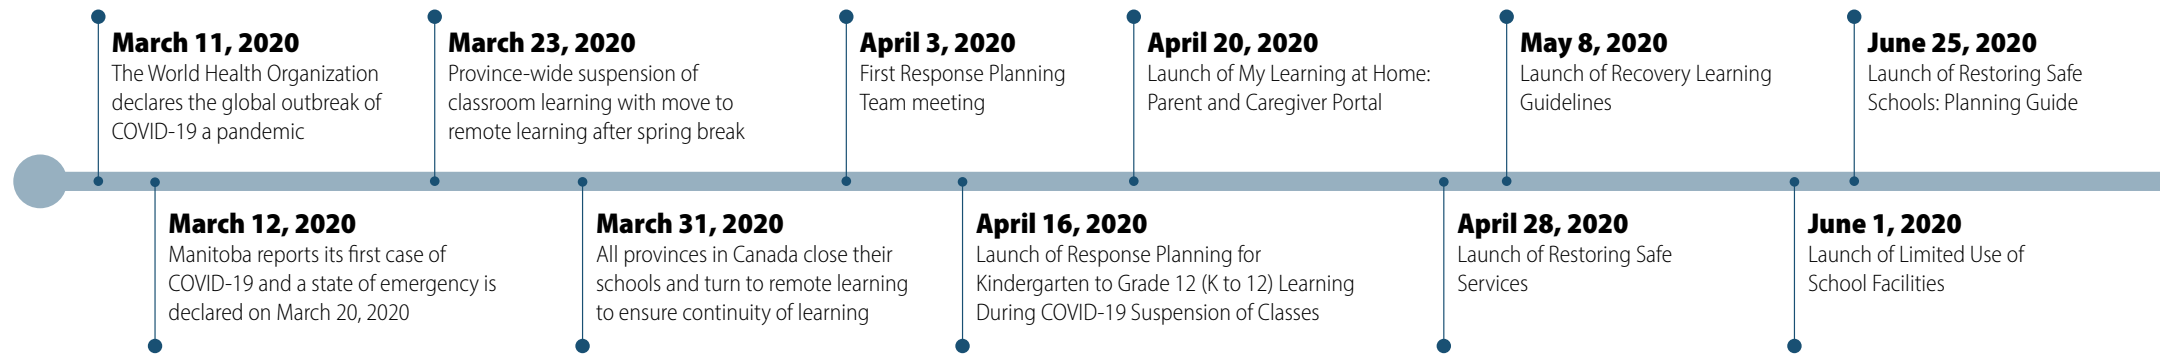 March 11, 2020
The World Health Organization
declares the global outbreak of
COVID-19 a pandemic
March 12, 2020
Manitoba reports its first case of
COVID-19 and a state of emergency is
declared on March 20, 2020
March 23, 2020
Province-wide suspension of
classroom learning with move to
remote learning after spring break
March 31, 2020
All provinces in Canada close their
schools and turn to remote learning
to ensure continuity of learning
April 3, 2020
First Response Planning
Team meeting
April 16, 2020
Launch of Response Planning for
Kindergarten to Grade 12 (K to 12) Learning
During COVID-19 Suspension of Classes
April 20, 2020
Launch of My Learning at Home:
Parent and Caregiver Portal
April 28, 2020
Launch of Restoring Safe
Services
May 8, 2020
Launch of Recovery Learning
Guidelines
June 1, 2020
Launch of Limited Use of
School Facilities
June 25, 2020
Launch of Restoring Safe
Schools: Planning Guide